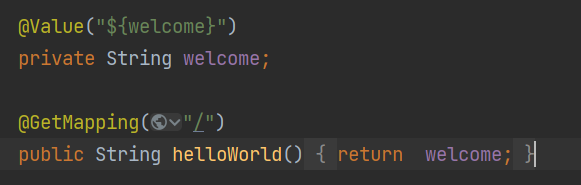 @Value("${welcome}")
private String welcome;
@GetMapping("/")
public String helloWorld() { return  welcome; }